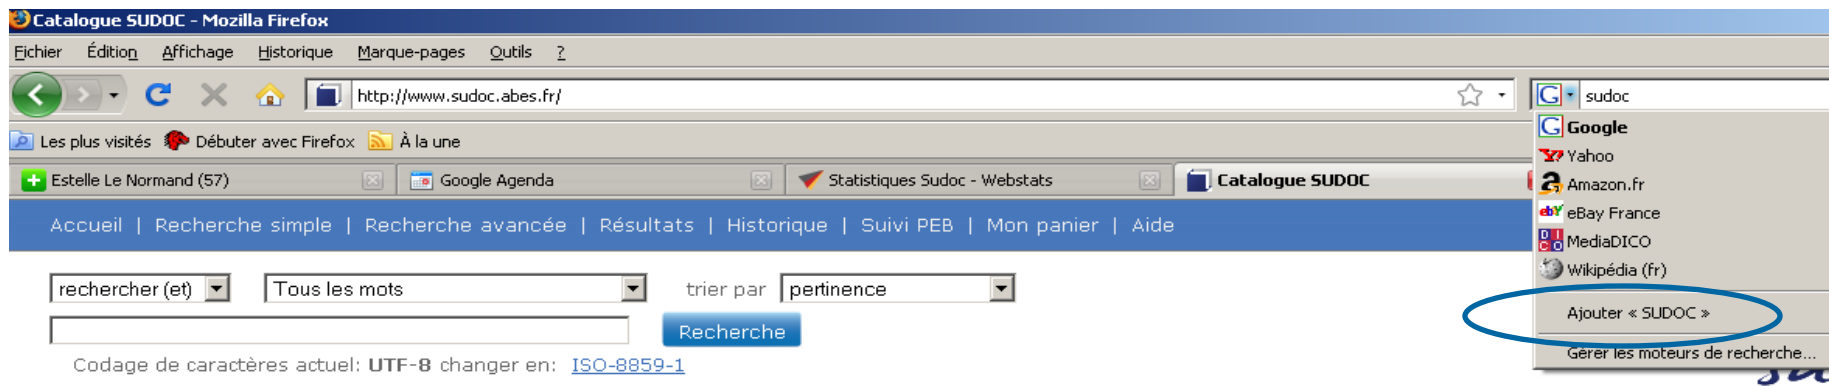 Catalogue SUDOC - Mozilla Firefox
Fichier Édition Affichage Historique Marque-pages Outils ?
http://www.sudoc.abes.fr/ sudoc
Les plus visités Débuter avec Firefox À la une
Estelle Le Normand (57) Google Agenda Statistiques Sudoc - Webstats Catalogue SUDOC
Accueil | Recherche simple | Recherche avancée | Résultats | Historique | Suivi PEB | Mon panier | Aide
rechercher (et) Tous les mots trier par pertinence
Recherche
Codage de caractères actuel: UTF-8 changer en: ISO-8859-1
Google
Yahoo
Amazon.fr
eBay France
MediaDICO
Wikipédia (fr)
Ajouter « SUDOC »
Gérer les moteurs de recherche...